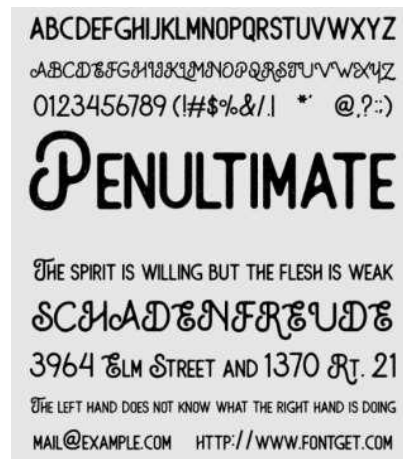 ABCDEFGHIJKLMNOPQRSTUVWXYZ
ABCDEFGHIJKLMNOPQRSTUVWXYZ
0123456789 (!#$%&/.| *' @,?:;)
PENULTIMATE
THE SPIRIT IS WILLING BUT THE FLESH IS WEAK
SCHADENFREUDE
3964 ELM STREET AND 1370 RT. 21
THE LEFT HAND DOES NOT KNOW WHAT THE RIGHT HAND IS DOING
MAIL@EXAMPLE.COM HTTP://WWW.FONTGET.COM